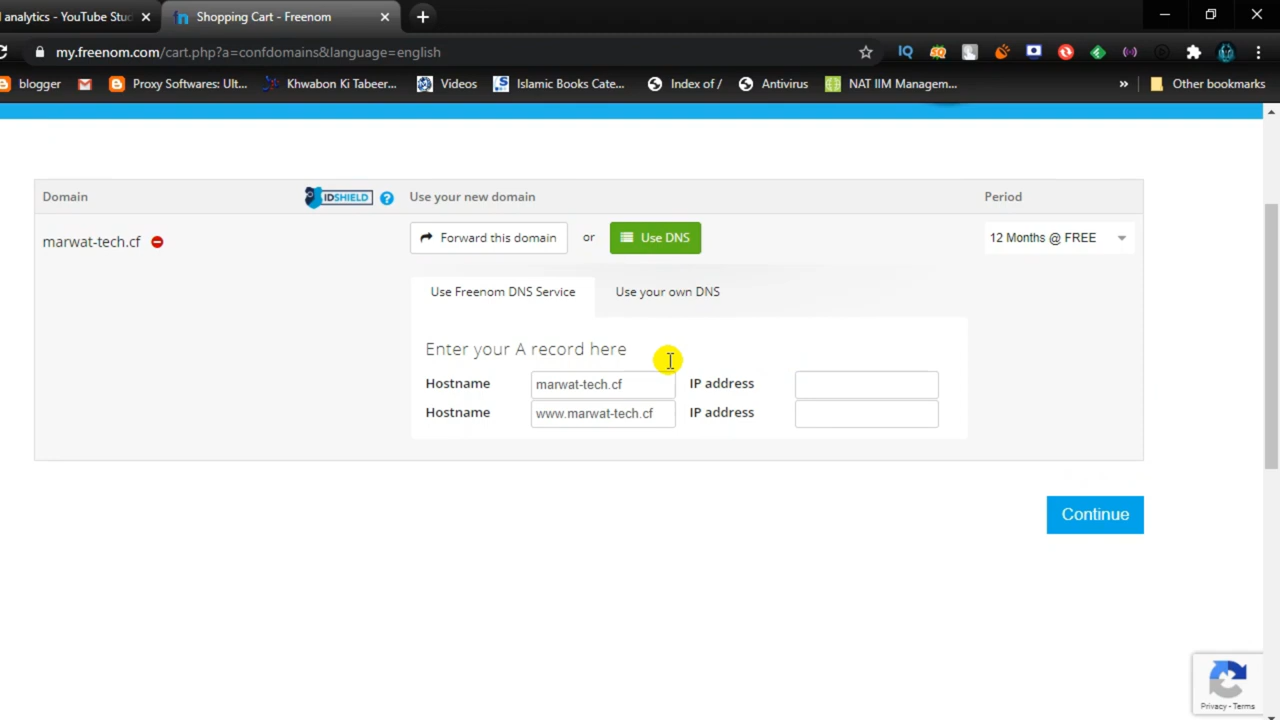 analytics - YouTube Stu
Shopping Cart - Freenom
my.freenom.com/cart.php?a=confdomains&language=english
blogger
Proxy Softwares: Ult...
Khwabon Ki Tabeer...
Videos
Islamic Books Cate...
Index of /
Antivirus
NAT IIM Managem...
»
Other bookmarks
Domain
IDSHIELD
?
Use your new domain
Period
marwat-tech.cf
Forward this domain
or
Use DNS
12 Months @ FREE
Use Freenom DNS Service
Use your own DNS
Enter your A record here
Hostname
marwat-tech.cf
IP address
Hostname
www.marwat-tech.cf
IP address
Continue
Privacy - Terms